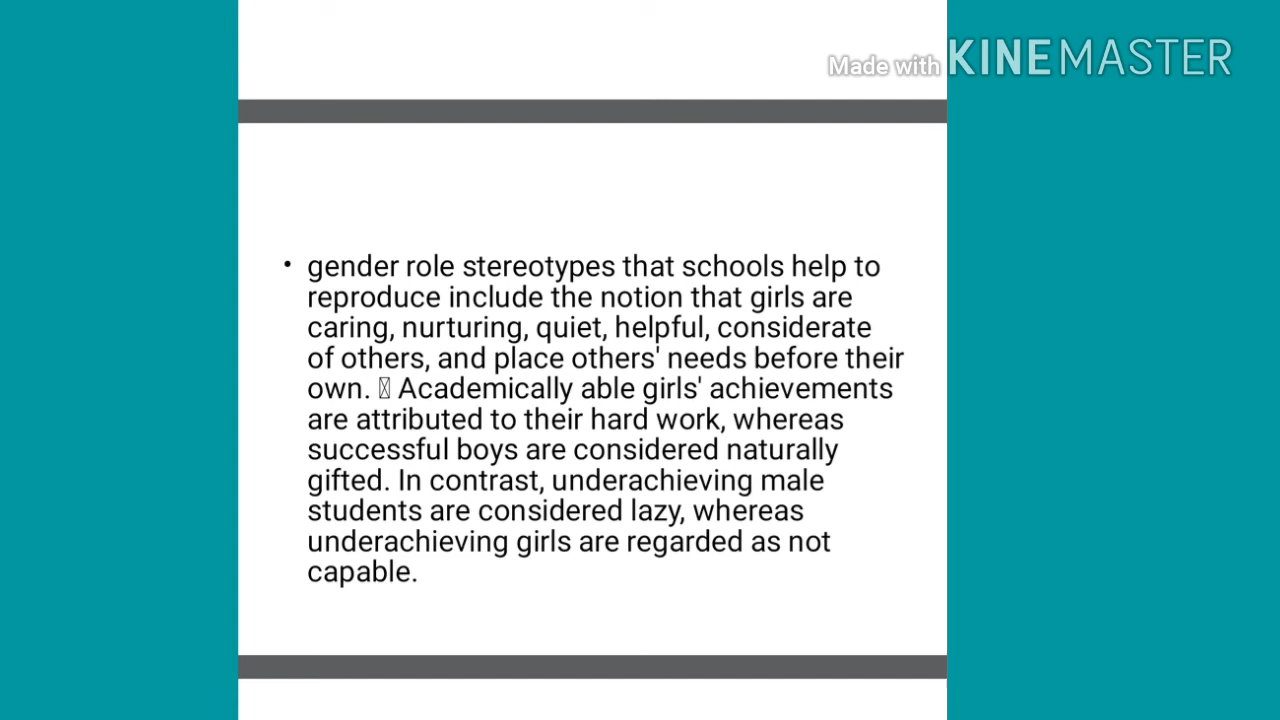 Made with KINEMASTER
• gender role stereotypes that schools help to
reproduce include the notion that girls are
caring, nurturing, quiet, helpful, considerate
of others, and place others' needs before their
own. Academically able girls' achievements
are attributed to their hard work, whereas
successful boys are considered naturally
gifted. In contrast, underachieving male
students are considered lazy, whereas
underachieving girls are regarded as not
capable.